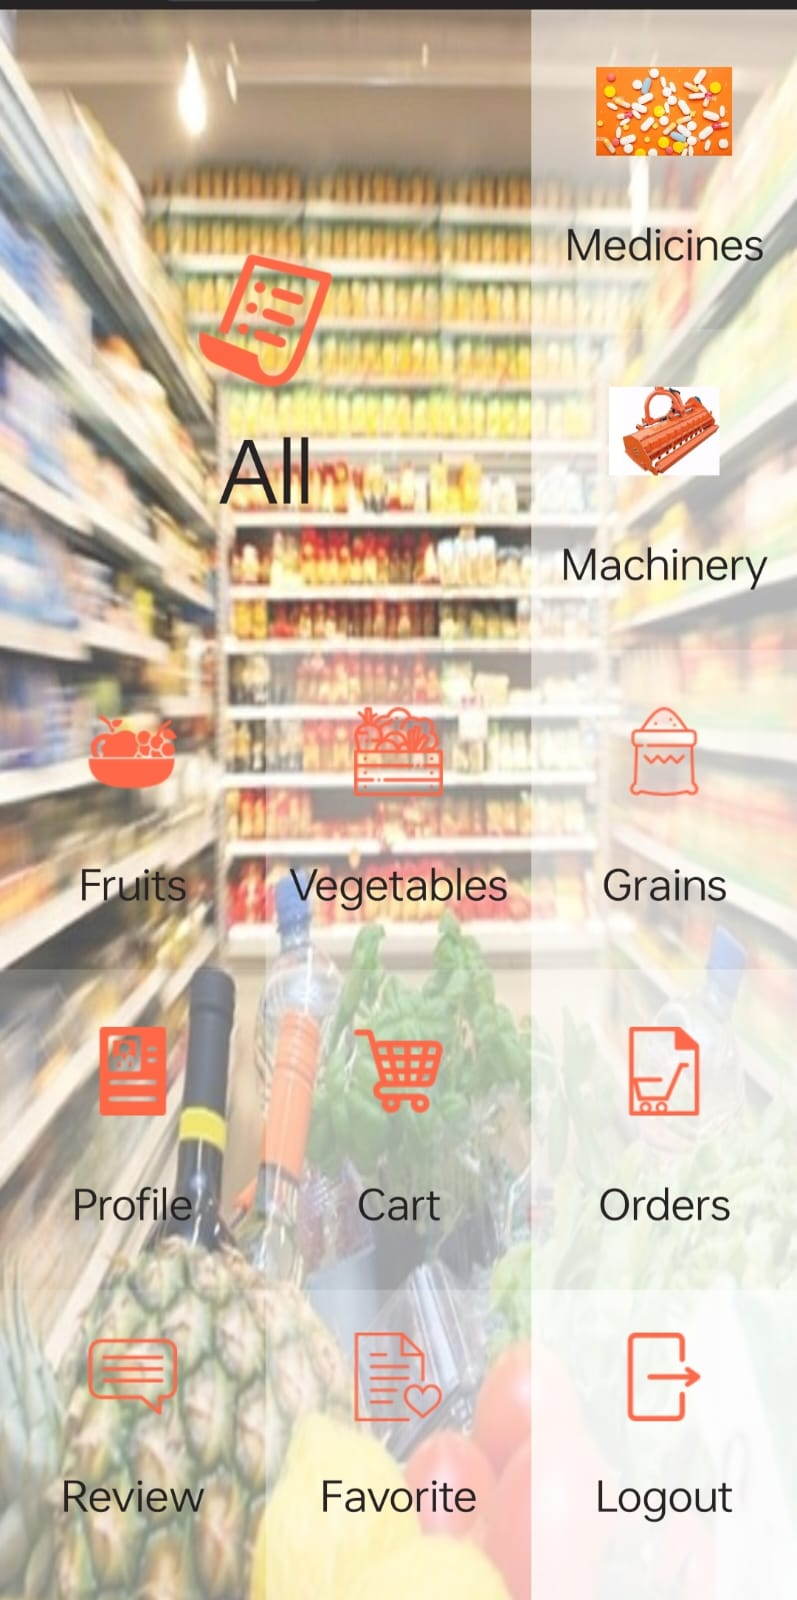 Medicines
All
Machinery
Fruits
Vegetables
Grains
Profile
Cart
Orders
Review
Favorite
Logout